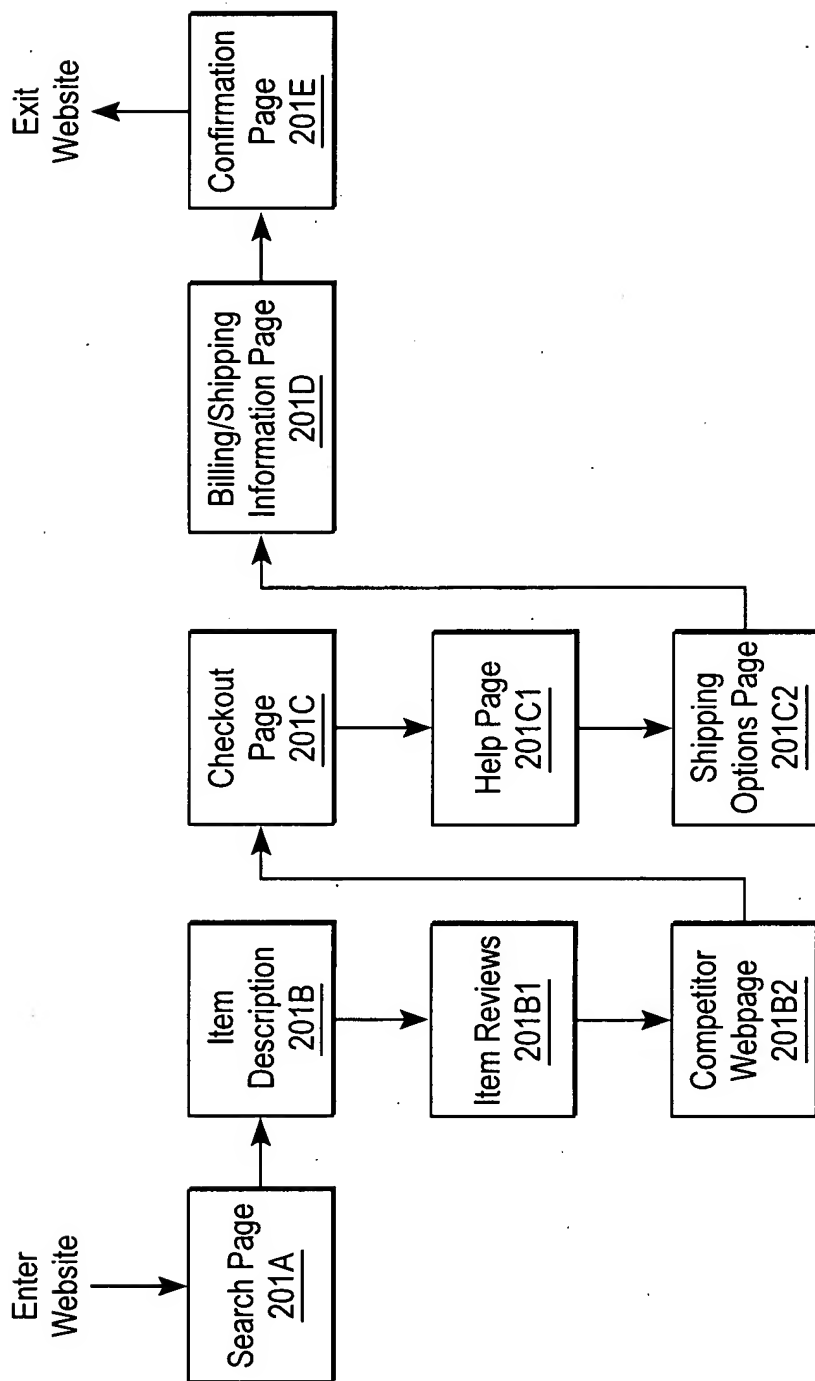 Enter
Website
Search Page
201A
Item
Description
201B
Item Reviews
201B1
Competitor
Webpage
201B2
Checkout
Page
201C
Help Page
201C1
Shipping
Options Page
201C2
Billing/Shipping
Information Page
201D
Confirmation
Page
201E
Exit
Website